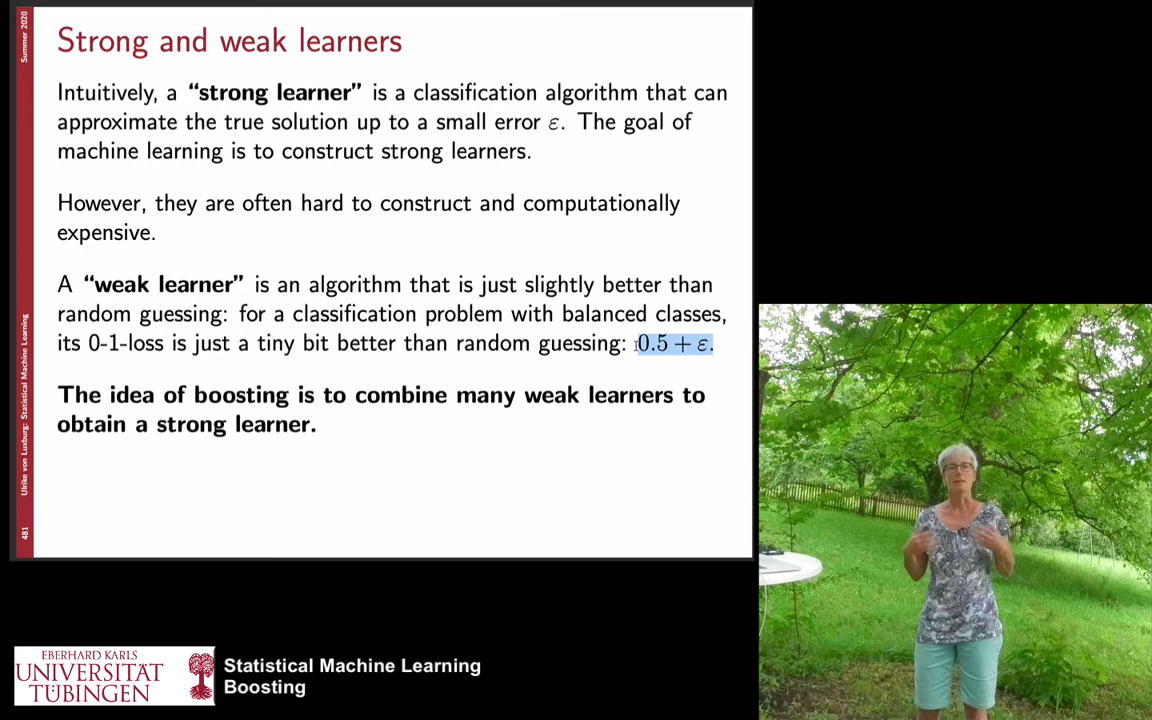 Strong and weak learners
Intuitively, a “strong learner” is a classification algorithm that can
approximate the true solution up to a small error ε. The goal of
machine learning is to construct strong learners.
However, they are often hard to construct and computationally
expensive.
A “weak learner” is an algorithm that is just slightly better than
random guessing: for a classification problem with balanced classes,
its 0-1-loss is just a tiny bit better than random guessing: 0.5 + ε.
The idea of boosting is to combine many weak learners to
obtain a strong learner.
Summer 2020
Ulrike von Luxburg: Statistical Machine Learning
481
EBERHARD KARLS
UNIVERSITÄT
TÜBINGEN
Statistical Machine Learning
Boosting